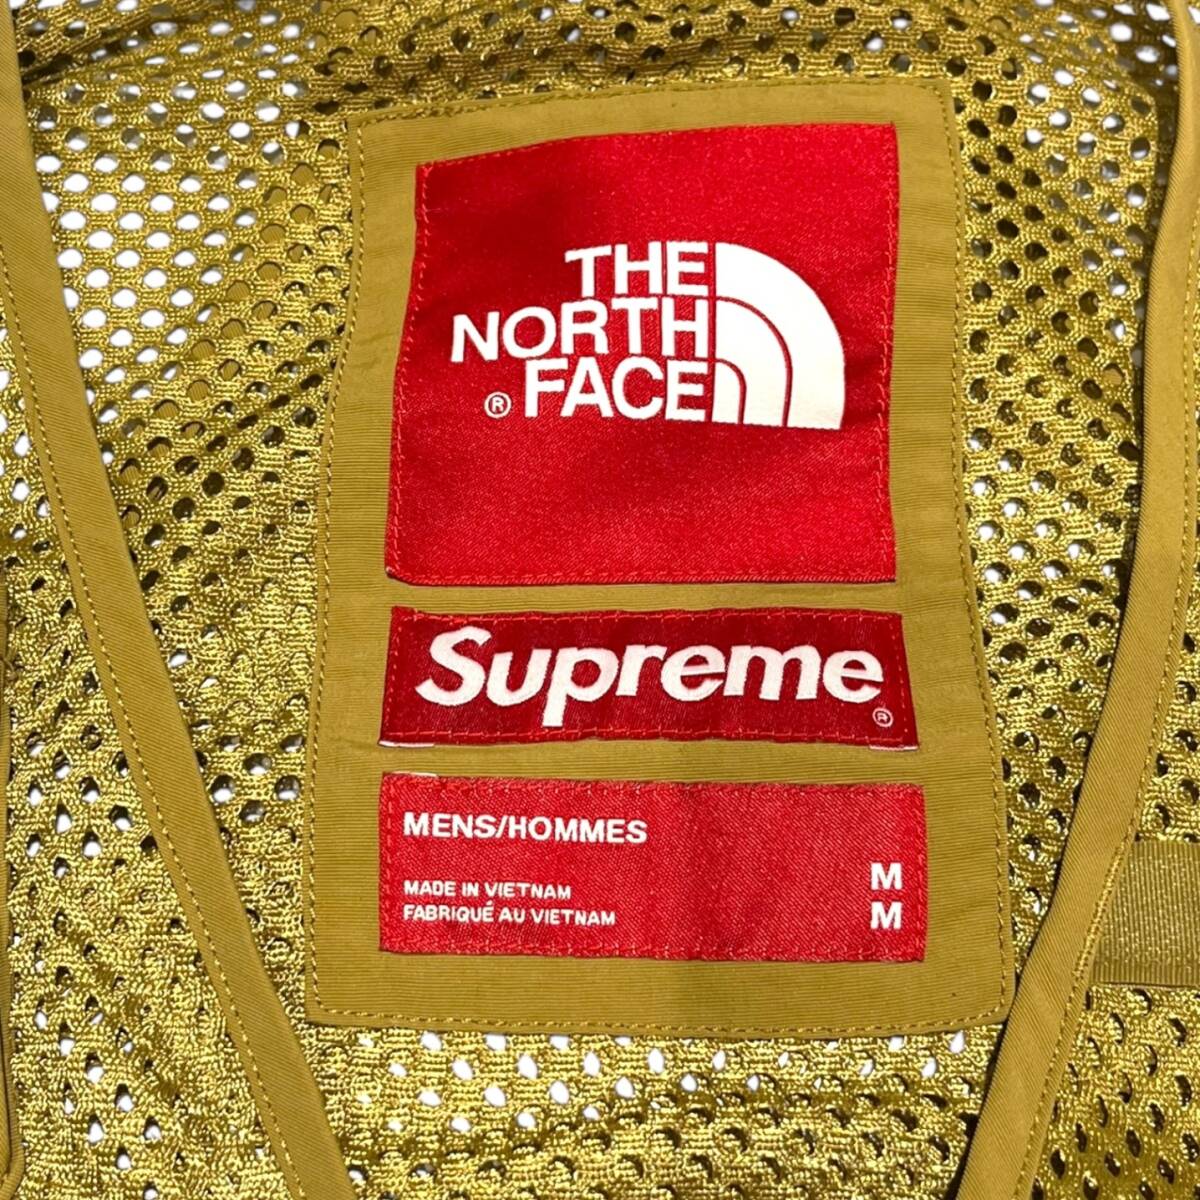 THE
NORTH
® FACE
Supreme
®
MENS/HOMMES
MADE IN VIETNAM M
FABRIQUÉ AU VIETNAM M